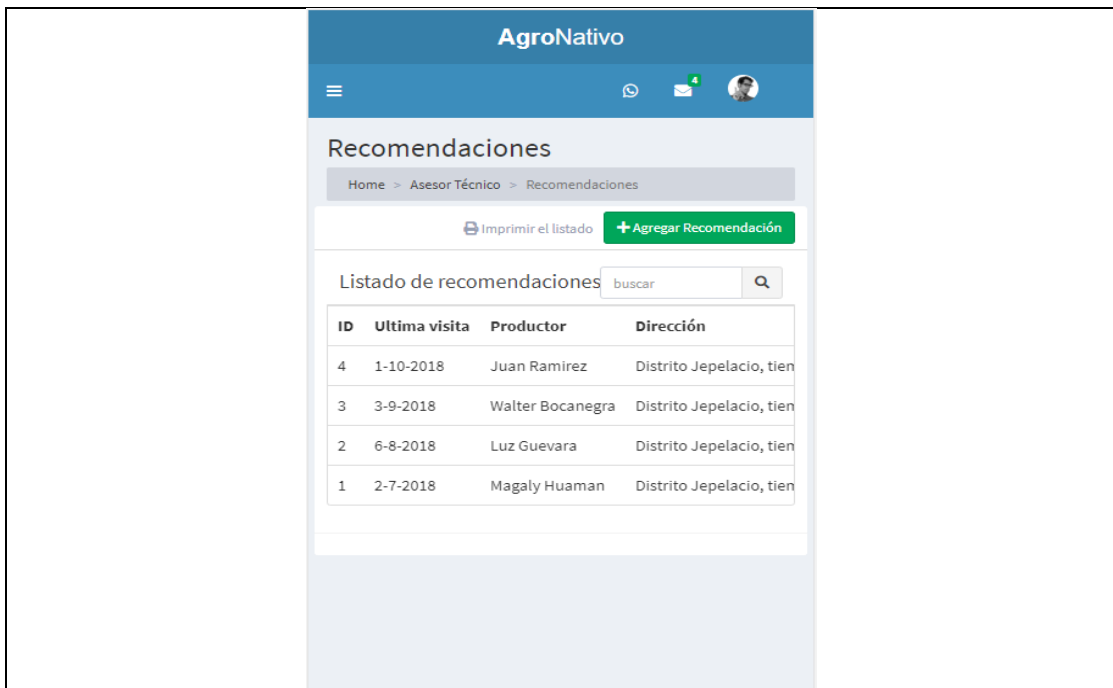 AgroNativo
4
Recomendaciones
Home > Asesor Técnico > Recomendaciones
Imprimir el listado Agregar Recomendación
Listado de recomendaciones buscar
ID Ultima visita Productor Dirección
4 1-10-2018 Juan Ramirez Distrito Jepelacio, tien
3 3-9-2018 Walter Bocanegra Distrito Jepelacio, tien
2 6-8-2018 Luz Guevara Distrito Jepelacio, tien
1 2-7-2018 Magaly Huaman Distrito Jepelacio, tien